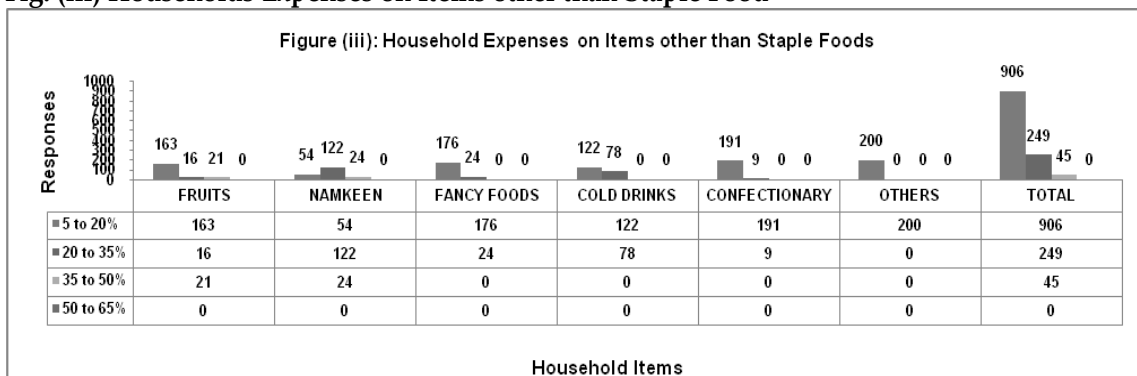 Fig. (iii) Households Expenses on Items other than Staple Food
Figure (iii): Household Expenses on Items other than Staple Foods
Responses
1000
900
800
700
600
500
400
300
200
100
0
163 16 21 0 54 122 24 0 176 24 0 0 122 78 0 0 191 9 0 0 200 0 0 0 906 249 45 0
FRUITS NAMKEEN FANCY FOODS COLD DRINKS CONFECTIONARY OTHERS TOTAL
5 to 20% 163 54 176 122 191 200 906
20 to 35% 16 122 24 78 9 0 249
35 to 50% 21 24 0 0 0 0 45
50 to 65% 0 0 0 0 0 0 0
Household Items